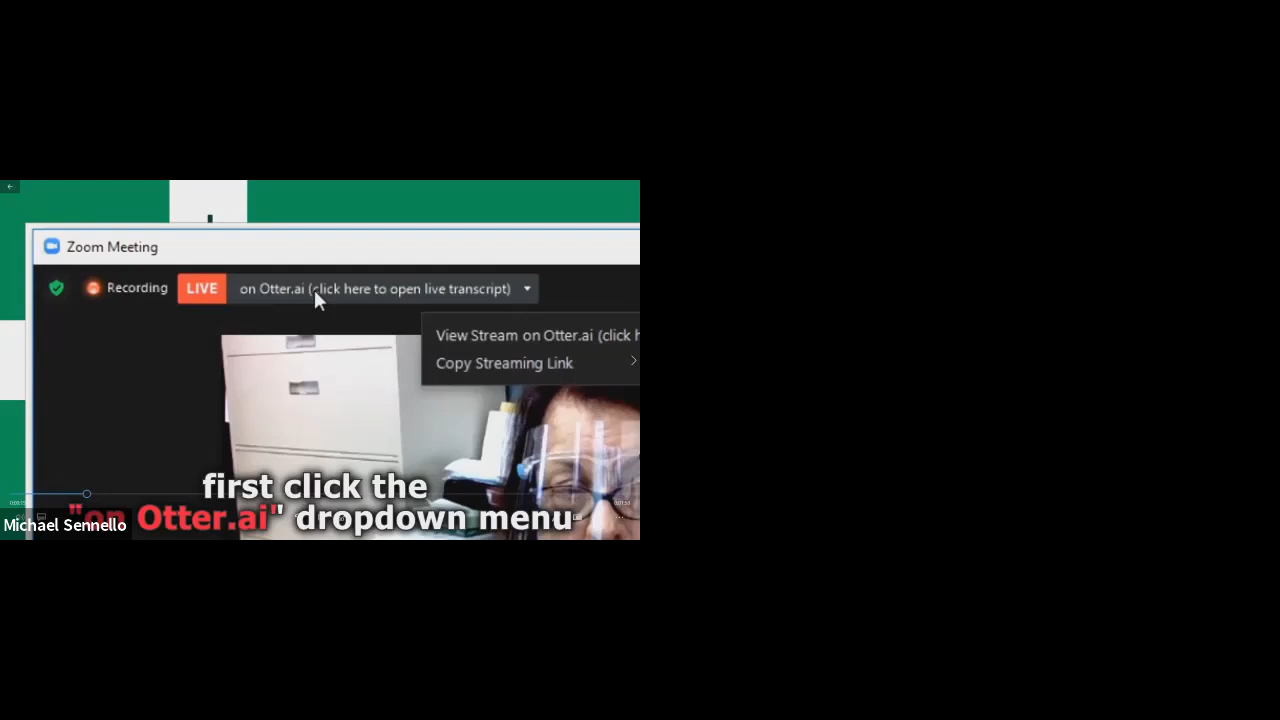 Zoom Meeting
Recording
LIVE
on Otter.ai (click here to open live transcript)
View Stream on Otter.ai (click h
Copy Streaming Link
first click the
"on Otter.ai" dropdown menu
Michael Sennello